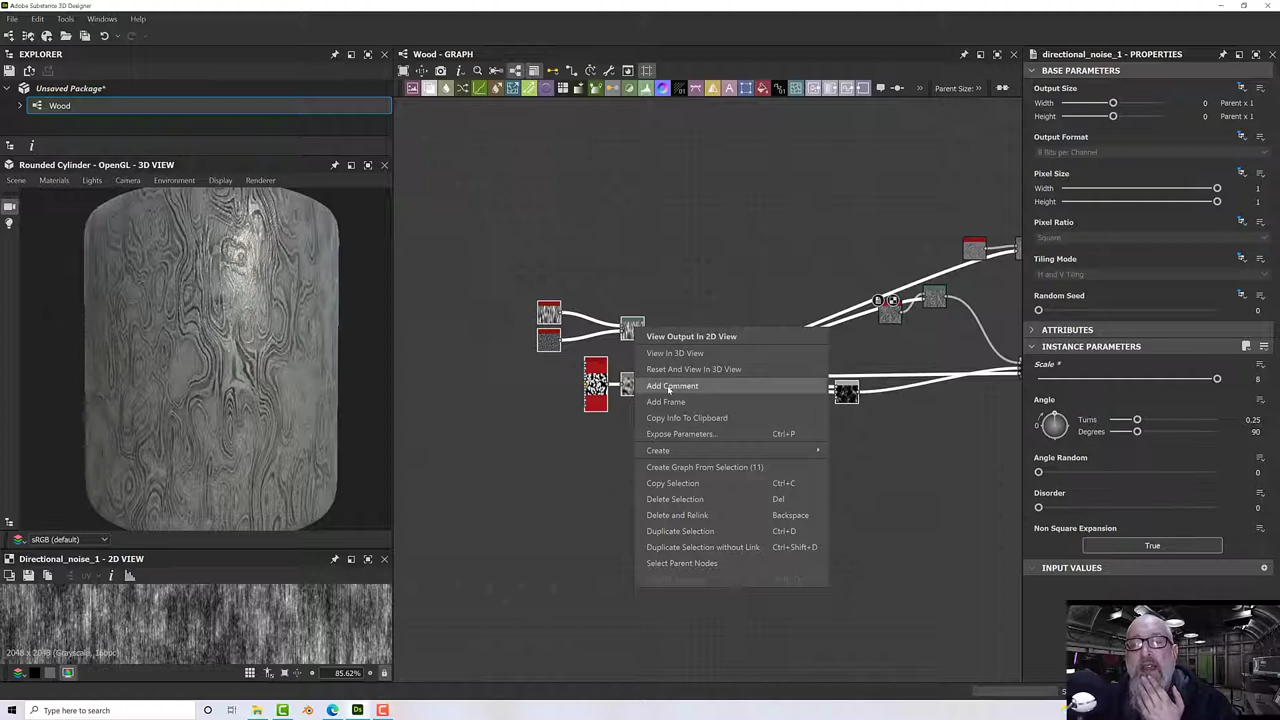 Adobe Substance 3D Designer
File Edit Tools Windows Help
EXPLORER
Unsaved Package*
Wood
Rounded Cylinder - OpenGL - 3D VIEW
Scene Materials Lights Camera Environment Display Renderer
sRGB (default)
Directional_noise_1 - 2D VIEW
UV
2048 x 2048 (Grayscale, 16bpc)
85.62%
Wood - GRAPH
Parent Size:
View Output In 2D View
View In 3D View
Reset And View In 3D View
Add Comment
Add Frame
Copy Info To Clipboard
Expose Parameters... Ctrl+P
Create
Create Graph From Selection (11)
Copy Selection Ctrl+C
Delete Selection Del
Delete and Relink Backspace
Duplicate Selection Ctrl+D
Duplicate Selection without Link Ctrl+Shift+D
Select Parent Nodes
directional_noise_1 - PROPERTIES
BASE PARAMETERS
Output Size
Width 0 Parent x 1
Height 0 Parent x 1
Output Format
8 Bits per Channel
Pixel Size
Width 1
Height 1
Pixel Ratio
Square
Tiling Mode
H and V Tiling
Random Seed
0
ATTRIBUTES
INSTANCE PARAMETERS
Scale *
8
Angle
0 Turns 0.25
Degrees 90
Angle Random
0
Disorder
0
Non Square Expansion
True
INPUT VALUES
Type here to search
Ds